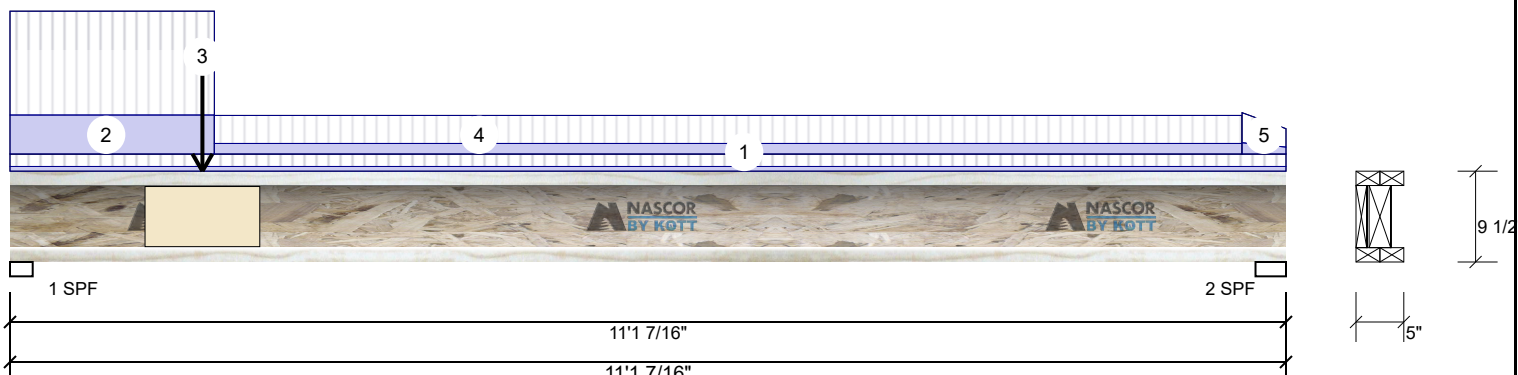 3
2
4
1
5
NASCOR
BY KOTT
NASCOR
BY KOTT
9 1/2
1 SPF
2 SPF
11'1 7/16"
5"
11'1 7/16"